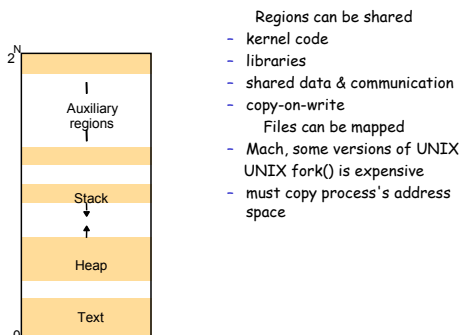 2
N
Auxiliary
regions
Stack
Heap
Text
0
Regions can be shared
– kernel code
– libraries
– shared data & communication
– copy-on-write
Files can be mapped
– Mach, some versions of UNIX
UNIX fork() is expensive
– must copy process's address
space